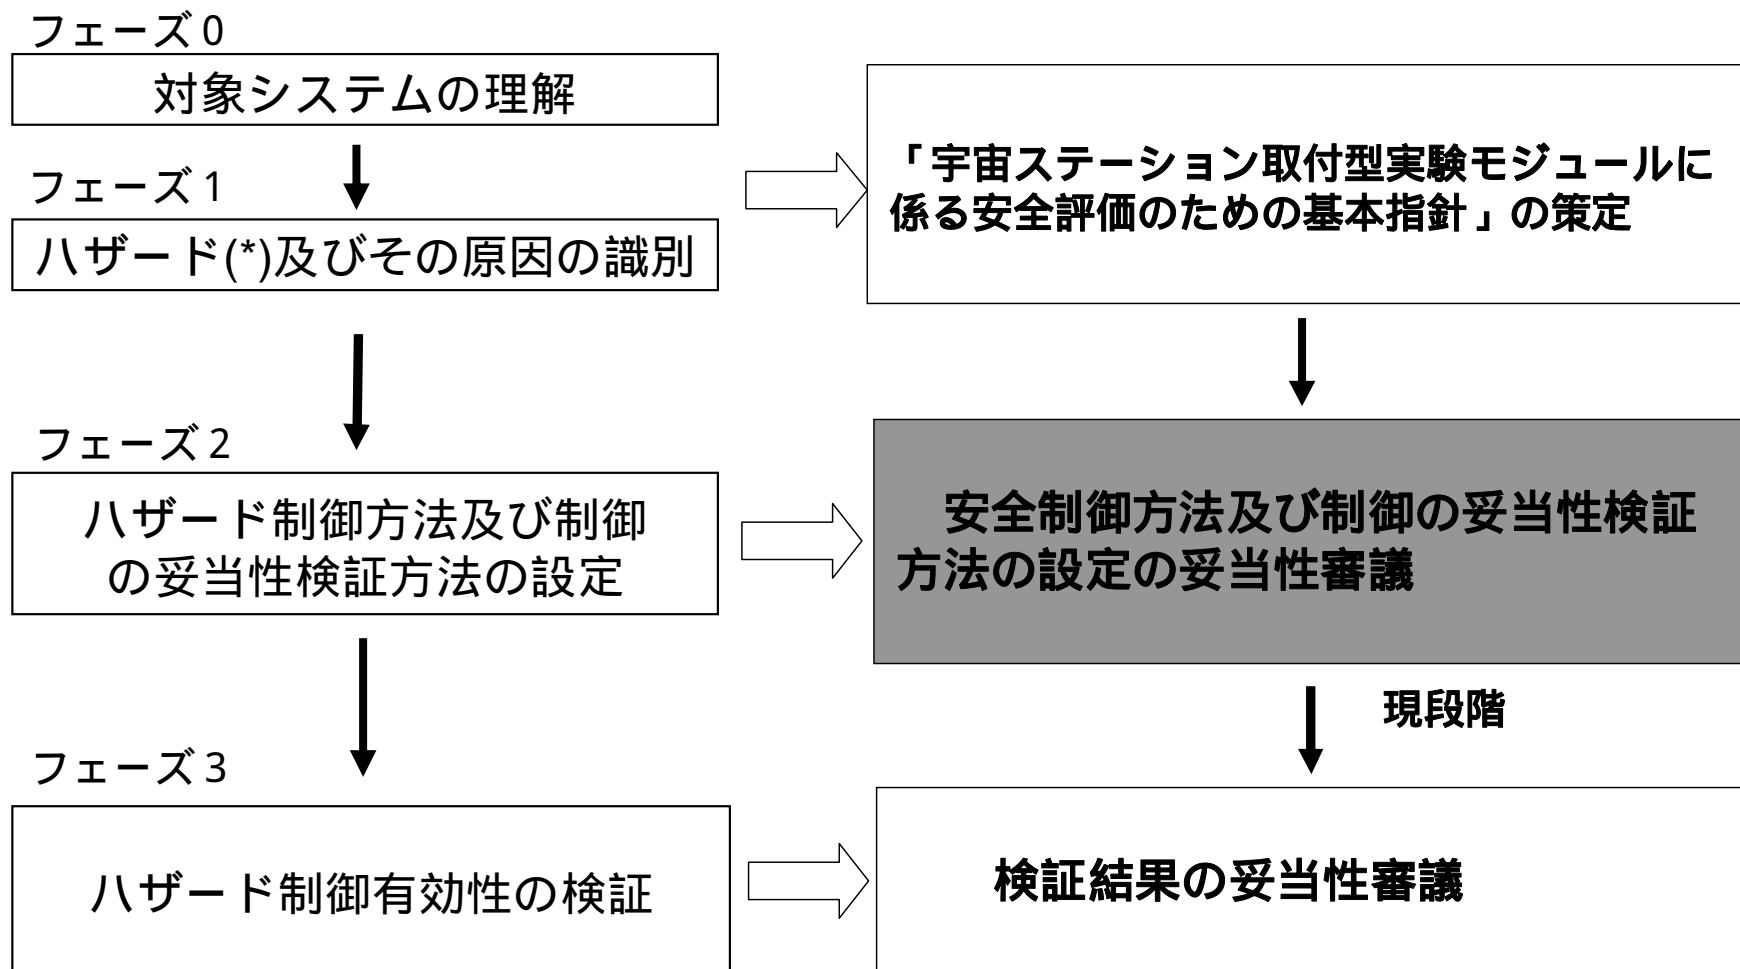 フェーズ0
対象システムの理解
フェーズ1
ハザード(*)及びその原因の識別
フェーズ2
ハザード制御方法及び制御
の妥当性検証方法の設定
フェーズ3
ハザード制御有効性の検証
「宇宙ステーション取付型実験モジュールに
係る安全評価のための基本指針」の策定
安全制御方法及び制御の妥当性検証
方法の設定の妥当性審議
現段階
検証結果の妥当性審議